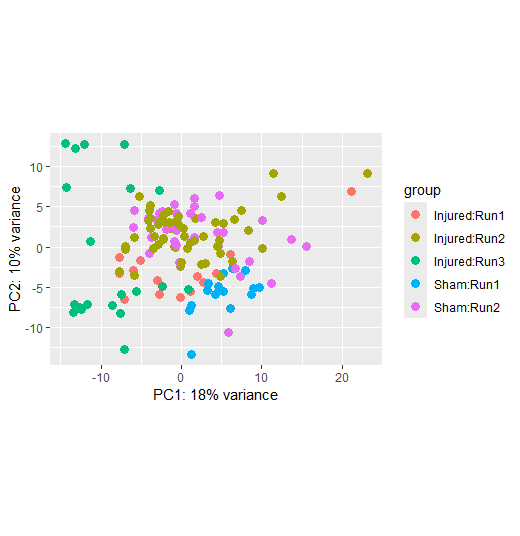 10
5
0
-5
-10
PC2: 10% variance
-10
0
10
20
PC1: 18% variance
group
Injured:Run1
Injured:Run2
Injured:Run3
Sham:Run1
Sham:Run2